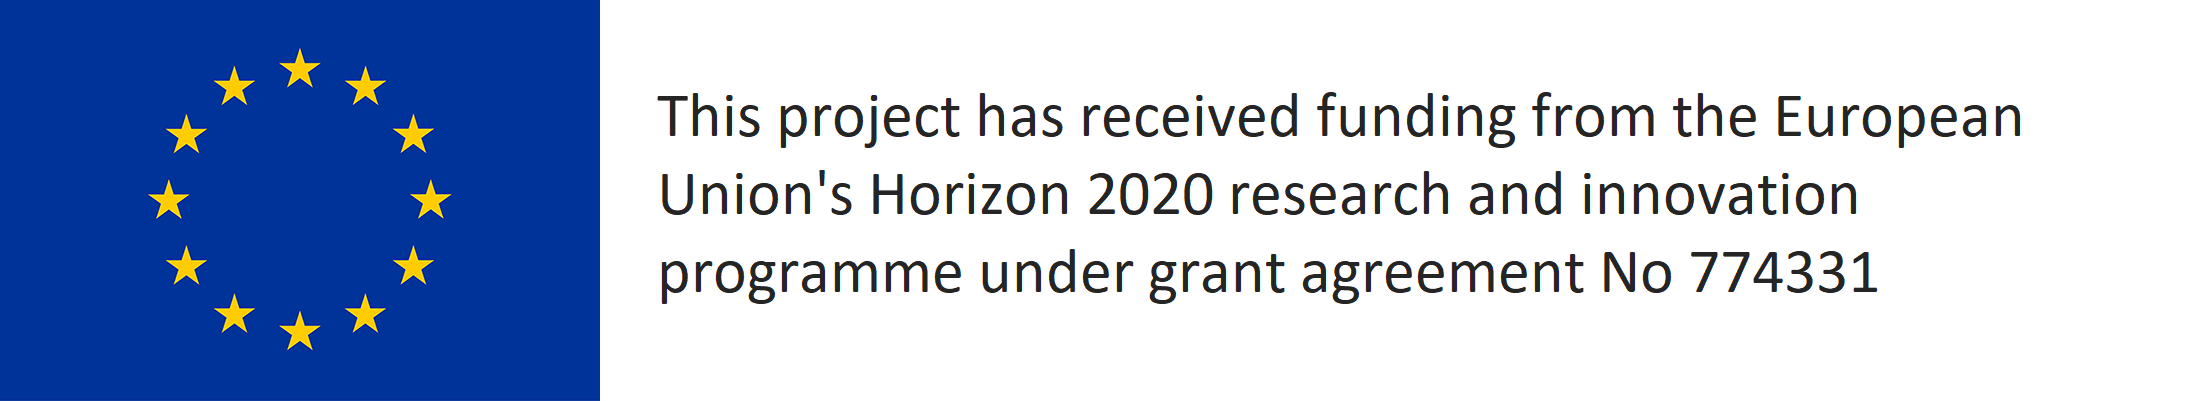 This project has received funding from the European
Union's Horizon 2020 research and innovation
programme under grant agreement No 774331